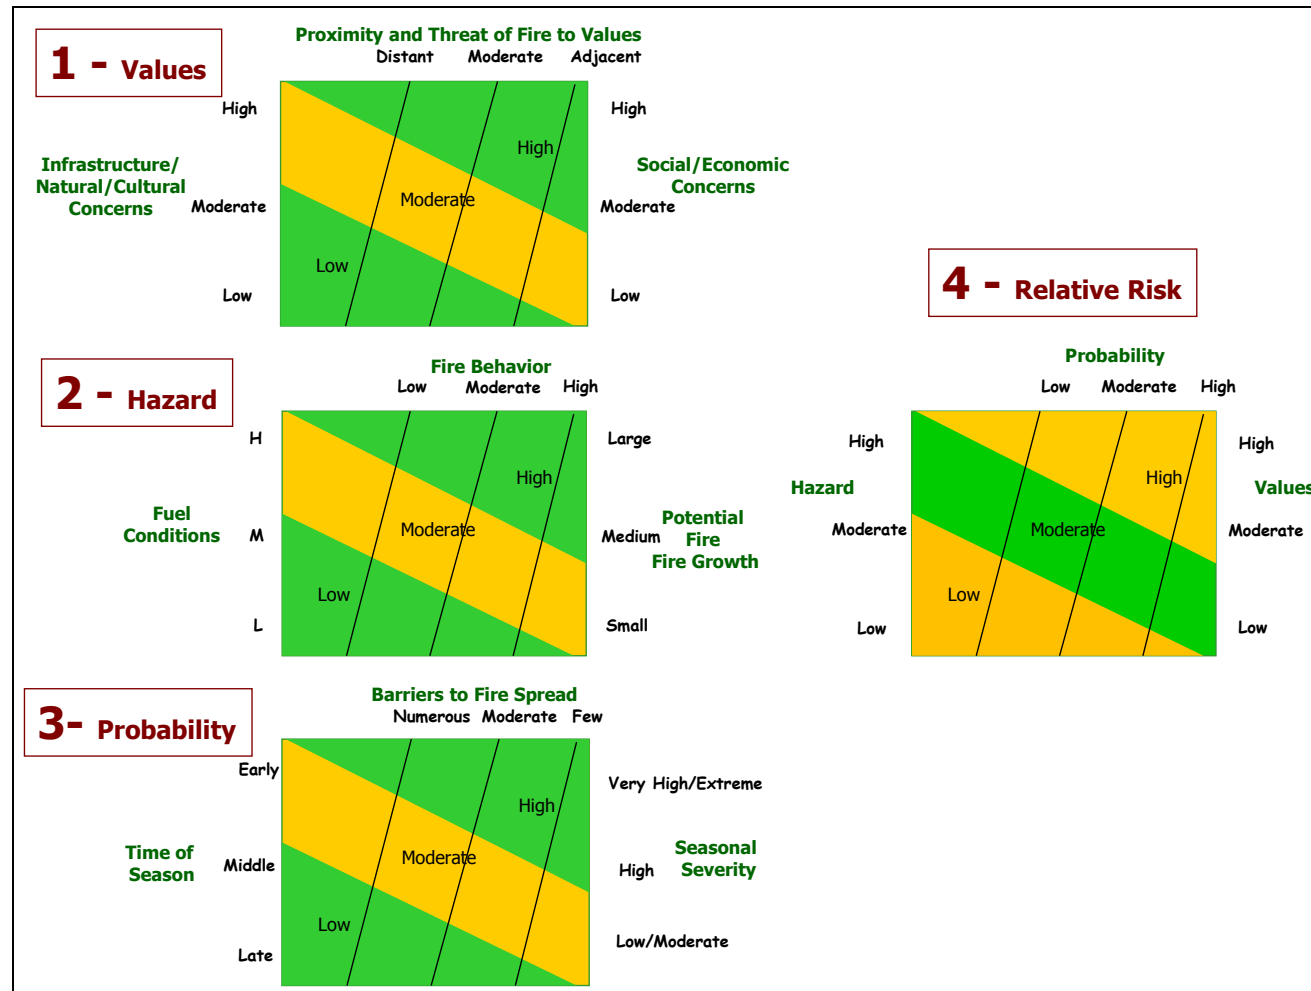 1 - Values
Proximity and Threat of Fire to Values
Distant Moderate Adjacent
High
High
High
Infrastructure/
Natural/Cultural
Concerns
Social/Economic
Concerns
Moderate
Moderate
Moderate
Low
Low
Low
2 - Hazard
Fire Behavior
Low Moderate High
H
Large
High
Fuel
Conditions
M
Moderate
Medium
Potential
Fire
Fire Growth
Low
L
Small
3- Probability
Barriers to Fire Spread
Numerous Moderate Few
Early
Very High/Extreme
High
Time of
Season
Middle
Moderate
High
Seasonal
Severity
Low
Late
Low/Moderate
4 - Relative Risk
Probability
Low Moderate High
High
High
High
Hazard
Values
Moderate
Moderate
Moderate
Low
Low
Low